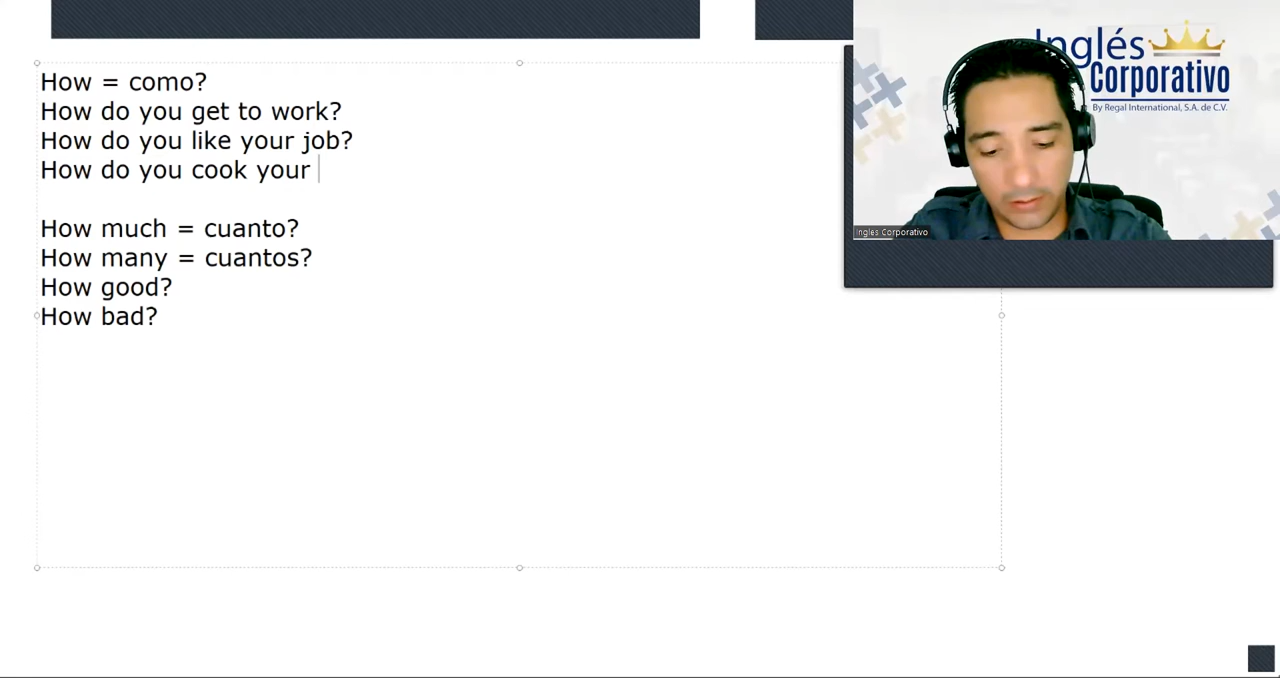 How = como?
How do you get to work?
How do you like your job?
How do you cook your
How much = cuanto?
How many = cuantos?
How good?
How bad?
Inglés
Corporativo
By Regal International, S.A. de C.V.
Inglés Corporativo